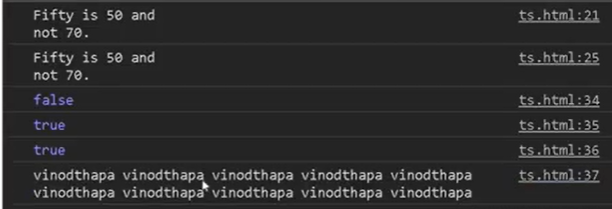 Fifty is 50 and ts.html:21
not 70.
Fifty is 50 and ts.html:25
not 70.
false ts.html:34
true ts.html:35
true ts.html:36
vinodthapa vinodthapa vinodthapa vinodthapa vinodthapa ts.html:37
vinodthapa vinodthapa vinodthapa vinodthapa vinodthapa